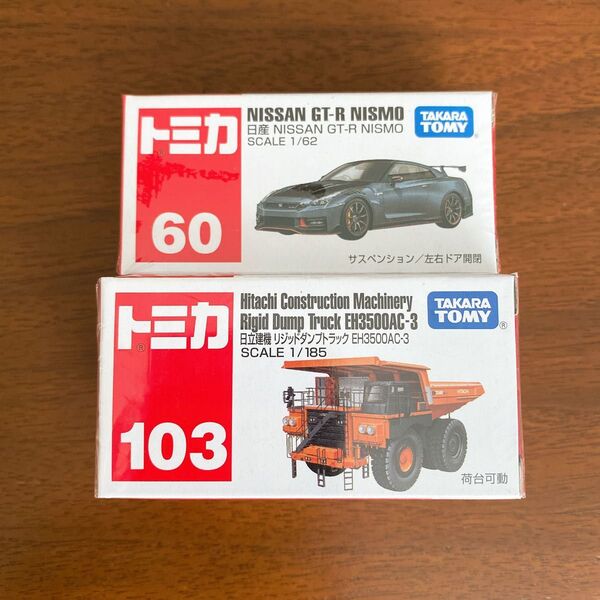 トミカ
60
NISSAN GT-R NISMO
日産 NISSAN GT-R NISMO
SCALE 1/62
TAKARA
TOMY
サスペンション/左右ドア開閉
トミカ
®
103
Hitachi Construction Machinery
Rigid Dump Truck EH3500AC-3
日立建機 リジッドダンプトラック EH3500AC-3
SCALE 1/185
TAKARA
TOMY
®
HITACHI
荷台可動